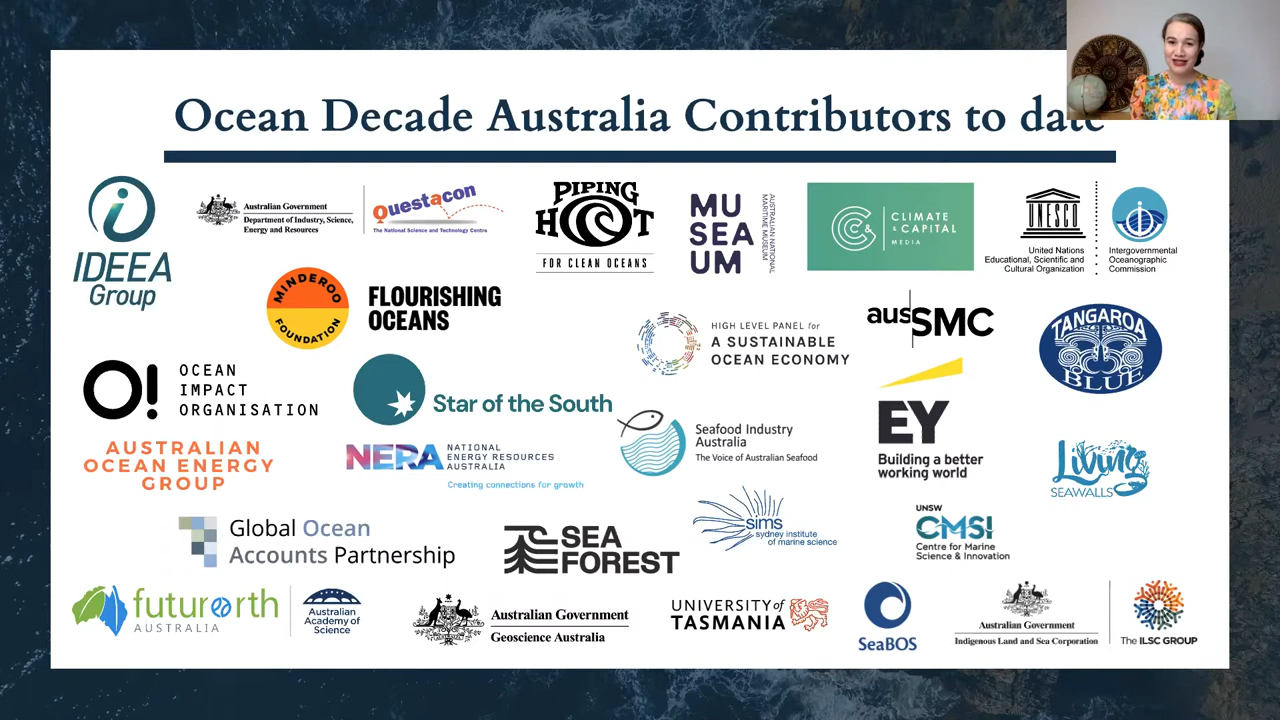 Ocean Decade Australia Contributors to date
IDEEA
Group
Australian Government
Department of Industry, Science,
Energy and Resources
Questacon
The National Science and Technology Centre
PIPING
HOT
FOR CLEAN OCEANS
MU
SEA
UM
AUSTRALIAN NATIONAL
MARITIME MUSEUM
C&C
CLIMATE
& CAPITAL
MEDIA
UNESCO
United Nations
Educational, Scientific and
Cultural Organization
Intergovernmental
Oceanographic
Commission
MINDEROO
FOUNDATION
FLOURISHING
OCEANS
HIGH LEVEL PANEL for
A SUSTAINABLE
OCEAN ECONOMY
ausSMC
TANGAROA
BLUE
O!
OCEAN
IMPACT
ORGANISATION
Star of the South
EY
Building a better
working world
AUSTRALIAN
OCEAN ENERGY
GROUP
NERA
NATIONAL
ENERGY RESOURCES
AUSTRALIA
Creating connections for growth
Seafood Industry
Australia
The Voice of Australian Seafood
Living
SEAWALLS
Global Ocean
Accounts Partnership
SEA
FOREST
sims
sydney institute
of marine science
UNSW
CMSI
Centre for Marine
Science & Innovation
futurearth
AUSTRALIA
Australian
Academy of
Science
Australian Government
Geoscience Australia
UNIVERSITY of
TASMANIA
SeaBOS
Australian Government
Indigenous Land and Sea Corporation
The ILSC GROUP